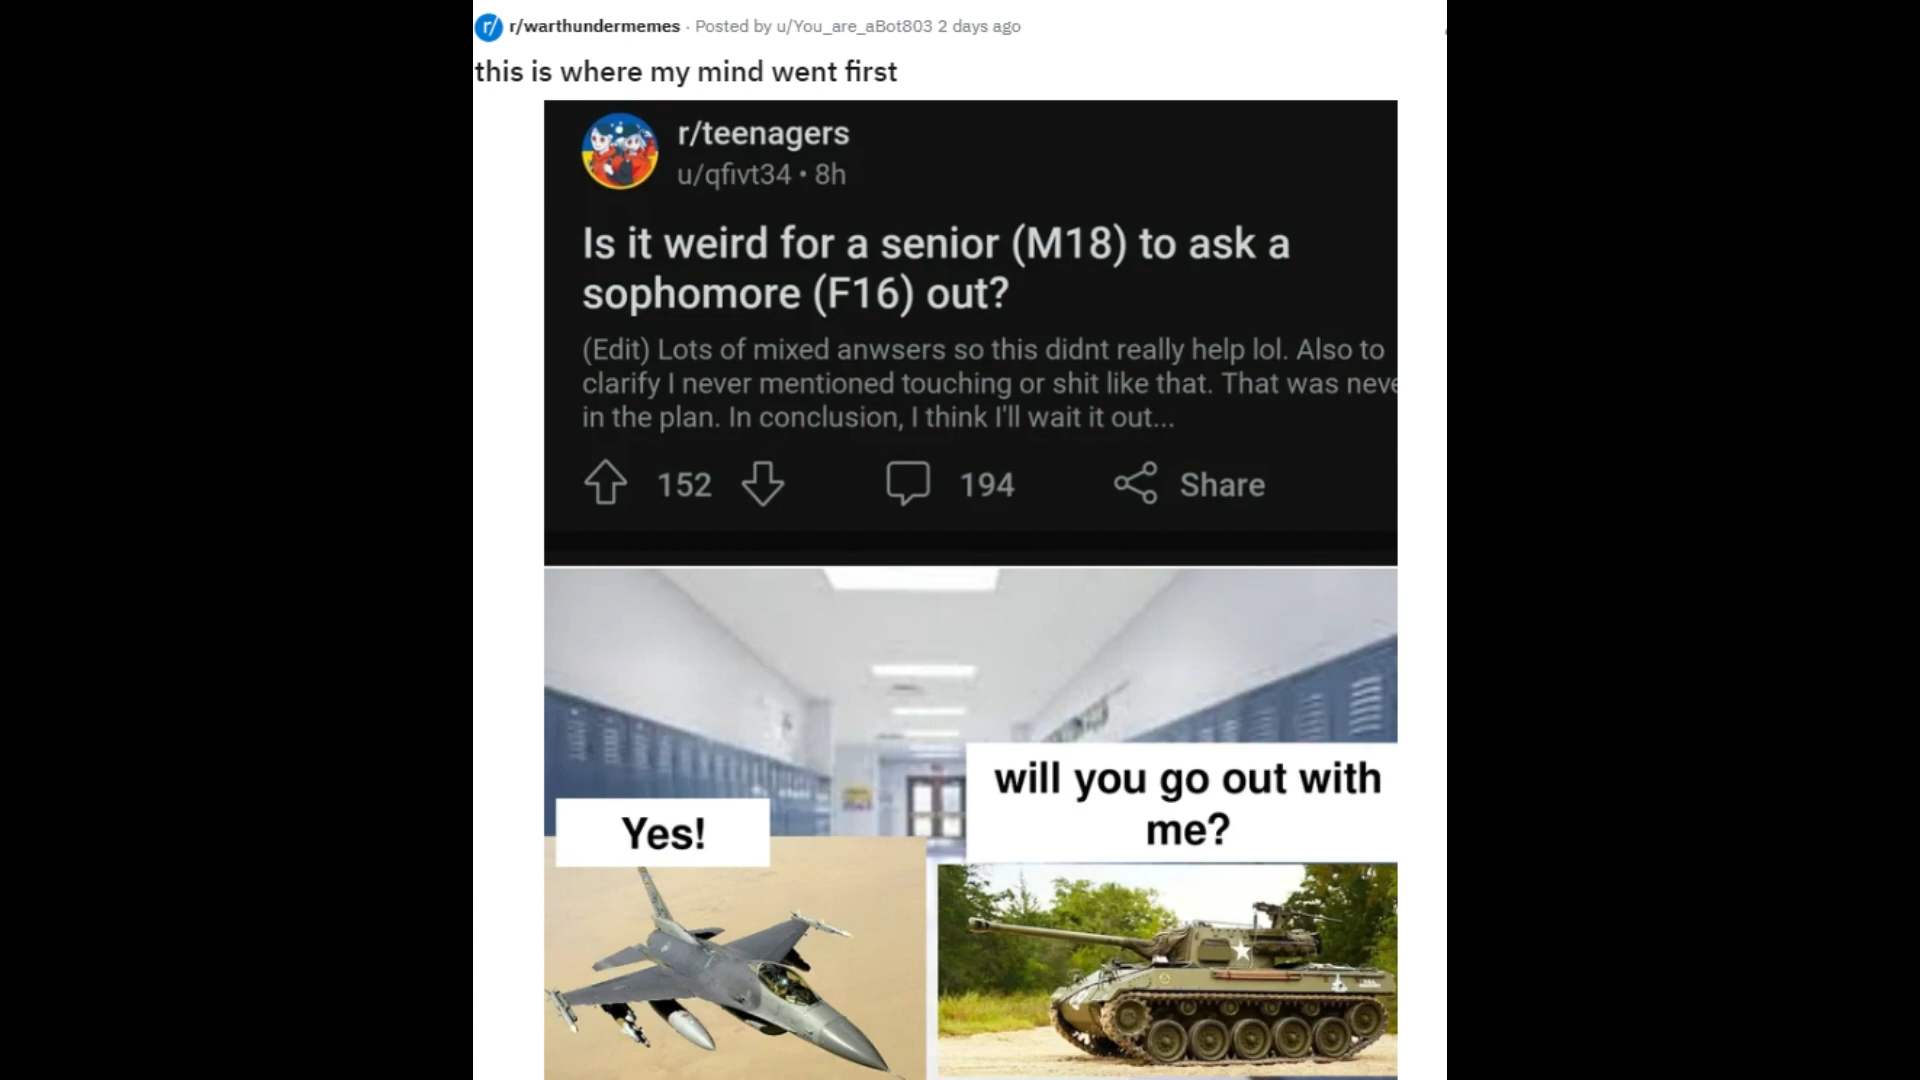 r/warthundermemes · Posted by u/You_are_aBot803 2 days ago
this is where my mind went first
r/teenagers
u/qfivt34 • 8h
Is it weird for a senior (M18) to ask a
sophomore (F16) out?
(Edit) Lots of mixed anwsers so this didnt really help lol. Also to
clarify I never mentioned touching or shit like that. That was neve
in the plan. In conclusion, I think I'll wait it out...
152
194
Share
will you go out with
me?
Yes!